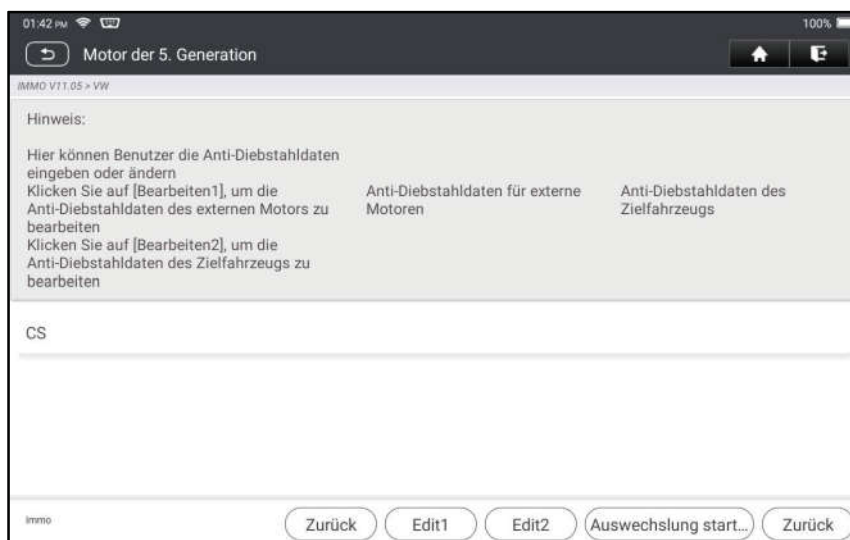 01:42 PM 100%
Motor der 5. Generation
IMMO V11.05 > VW
Hinweis:
Hier können Benutzer die Anti-Diebstahldaten
eingeben oder ändern
Klicken Sie auf [Bearbeiten1], um die
Anti-Diebstahldaten des externen Motors zu
bearbeiten
Klicken Sie auf [Bearbeiten2], um die
Anti-Diebstahldaten des Zielfahrzeugs zu
bearbeiten
Anti-Diebstahldaten für externe
Motoren
Anti-Diebstahldaten des
Zielfahrzeugs
CS
Immo
Zurück Edit1 Edit2 Auswechslung start... Zurück